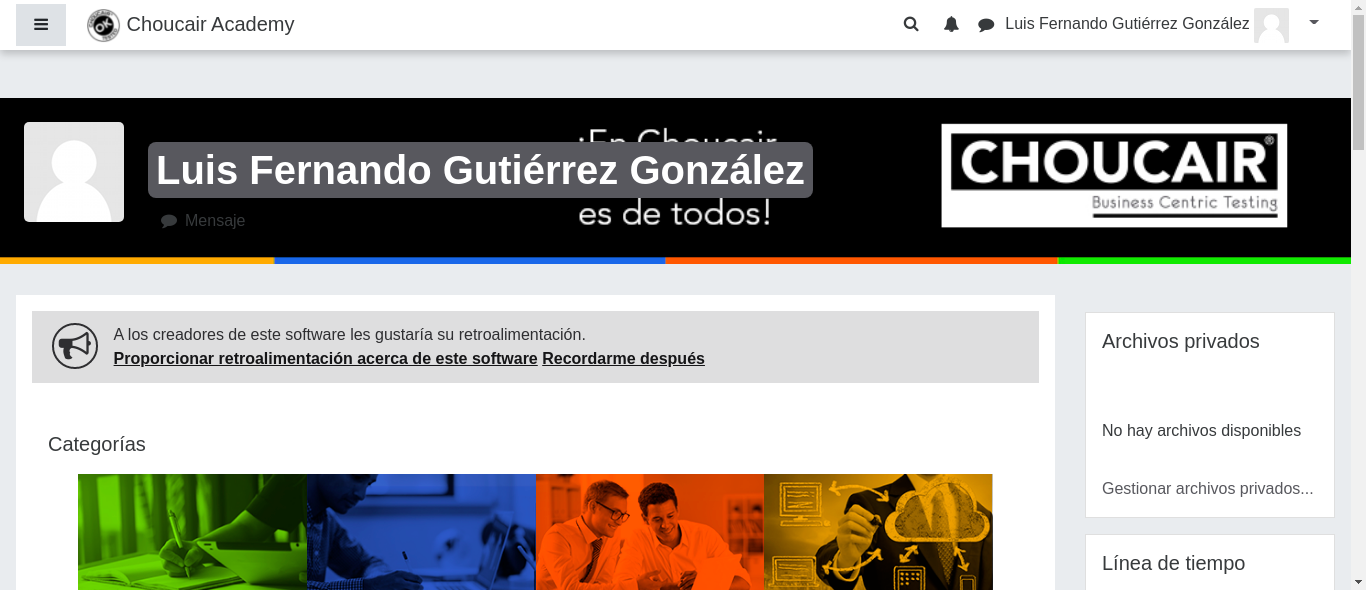 Choucair Academy
Luis Fernando Gutiérrez González
¡En Choucair
Luis Fernando Gutiérrez González
Mensaje
es de todos!
CHOUCAIR®
Business Centric Testing
A los creadores de este software les gustaría su retroalimentación.
Proporcionar retroalimentación acerca de este software Recordarme después
Categorías
Archivos privados
No hay archivos disponibles
Gestionar archivos privados...
Línea de tiempo